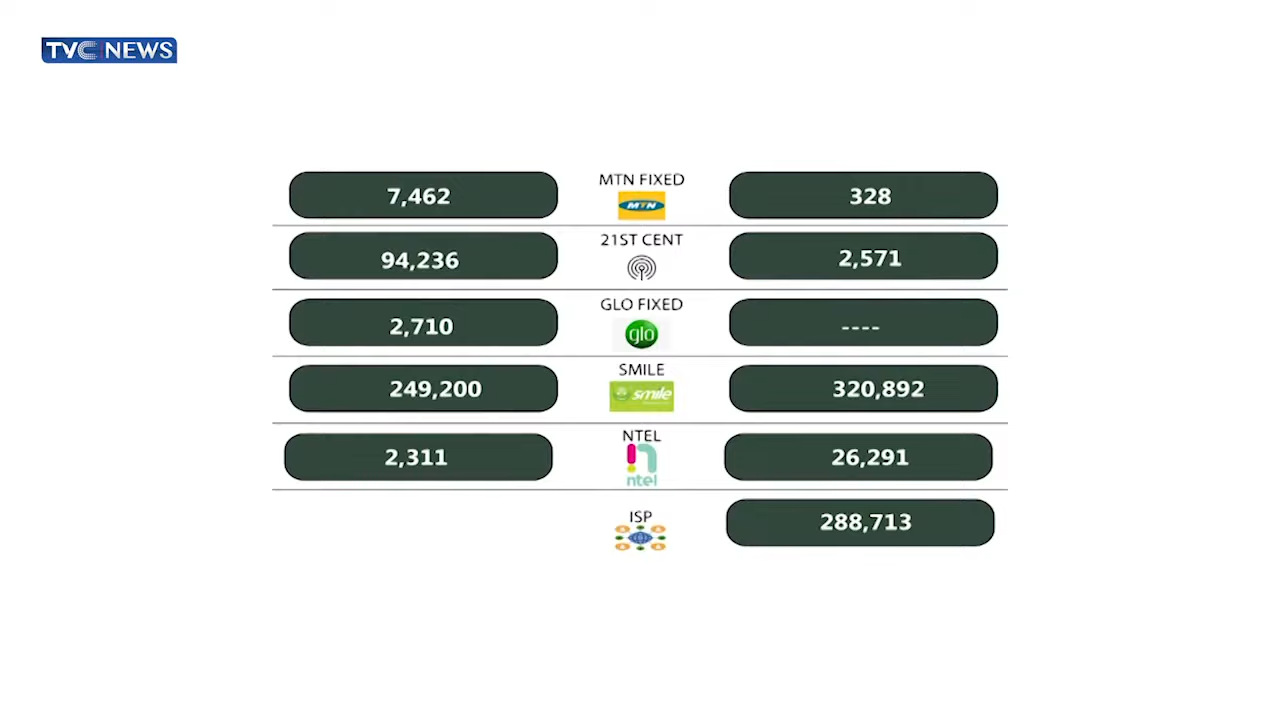 TVC NEWS
7,462
MTN FIXED
MTN
328
94,236
21ST CENT
2,571
2,710
GLO FIXED
glo
----
249,200
SMILE
smile
320,892
2,311
NTEL
ntel
26,291
ISP
288,713